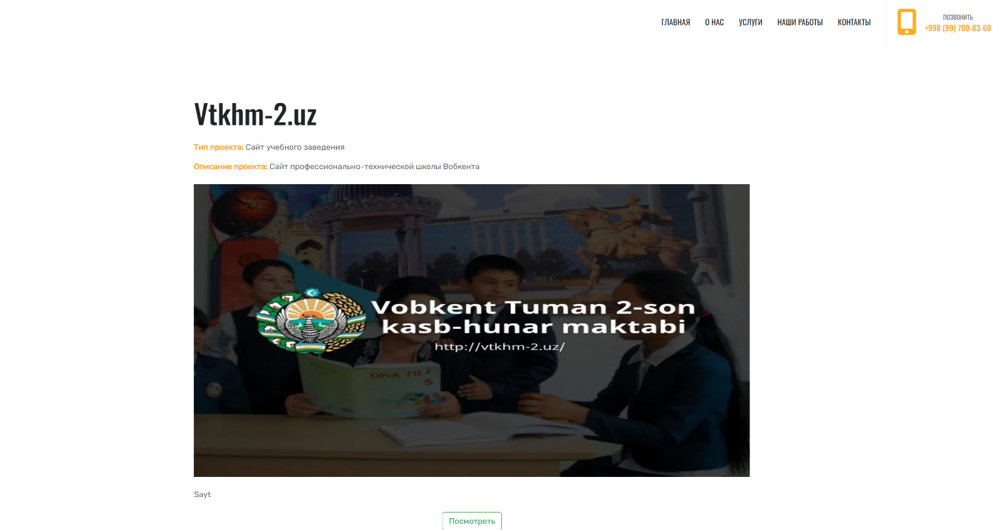 ГЛАВНАЯ О НАС УСЛУГИ НАШИ РАБОТЫ КОНТАКТЫ
ПОЗВОНИТЬ
+998 (99) 700-83-60
Vtkhm-2.uz
Тип проекта: Сайт учебного заведения
Описание проекта: Сайт профессионально-технической школы Вобкента
Vobkent Tuman 2-son
kasb-hunar maktabi
http://vtkhm-2.uz/
ONA TILI
5
Sayt
Посмотреть